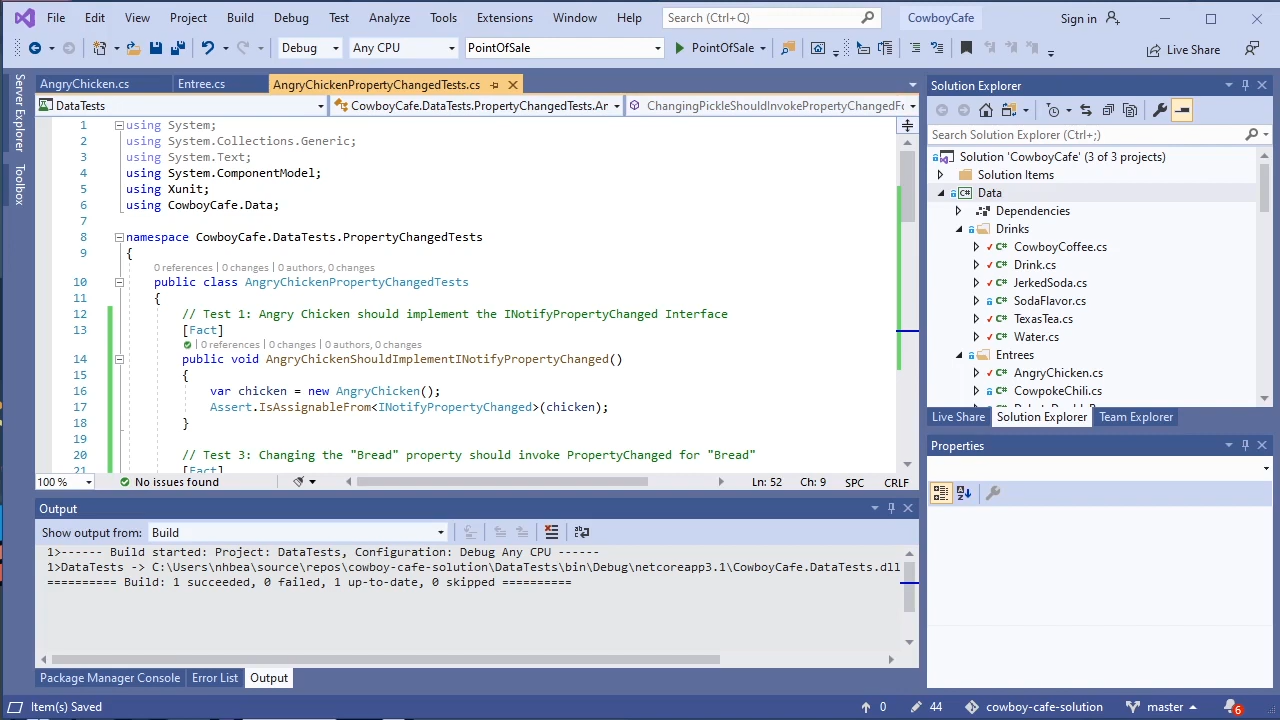 File Edit View Project Build Debug Test Analyze Tools Extensions Window Help Search (Ctrl+Q) CowboyCafe Sign in
Debug Any CPU PointOfSale PointOfSale Live Share
Server Explorer
Toolbox
AngryChicken.cs Entree.cs AngryChickenPropertyChangedTests.cs
DataTests CowboyCafe.DataTests.PropertyChangedTests.Ar ChangingPickleShouldInvokePropertyChangedFo
1 using System;
2 using System.Collections.Generic;
3 using System.Text;
4 using System.ComponentModel;
5 using Xunit;
6 using CowboyCafe.Data;
7
8 namespace CowboyCafe.DataTests.PropertyChangedTests
9 {
0 references | 0 changes | 0 authors, 0 changes
10 public class AngryChickenPropertyChangedTests
11 {
12 // Test 1: Angry Chicken should implement the INotifyPropertyChanged Interface
13 [Fact]
0 references | 0 changes | 0 authors, 0 changes
14 public void AngryChickenShouldImplementINotifyPropertyChanged()
15 {
16 var chicken = new AngryChicken();
17 Assert.IsAssignableFrom<INotifyPropertyChanged>(chicken);
18 }
19
20 // Test 3: Chnging the "Bread" property should invoke PropertyChanged for "Bread"
21 [Fact]
100 % No issues found Ln: 52 Ch: 9 SPC CRLF
Output
Show output from: Build
1>------ Build started: Project: DataTests, Configuration: Debug Any CPU ------
1>DataTests -> C:\Users\nhbea\source\repos\cowboy-cafe-solution\DataTests\bin\Debug\netcoreapp3.1\CowboyCafe.DataTests.dll
========== Build: 1 succeeded, 0 failed, 1 up-to-date, 0 skipped ==========
Package Manager Console Error List Output
Solution Explorer
Search Solution Explorer (Ctrl+;)
Solution 'CowboyCafe' (3 of 3 projects)
Solution Items
C# Data
Dependencies
Drinks
C# CowboyCoffee.cs
C# Drink.cs
C# JerkedSoda.cs
C# SodaFlavor.cs
C# TexasTea.cs
C# Water.cs
Entrees
C# AngryChicken.cs
C# CowpokeChili.cs
Live Share Solution Explorer Team Explorer
Properties
Item(s) Saved 0 44 cowboy-cafe-solution master 6